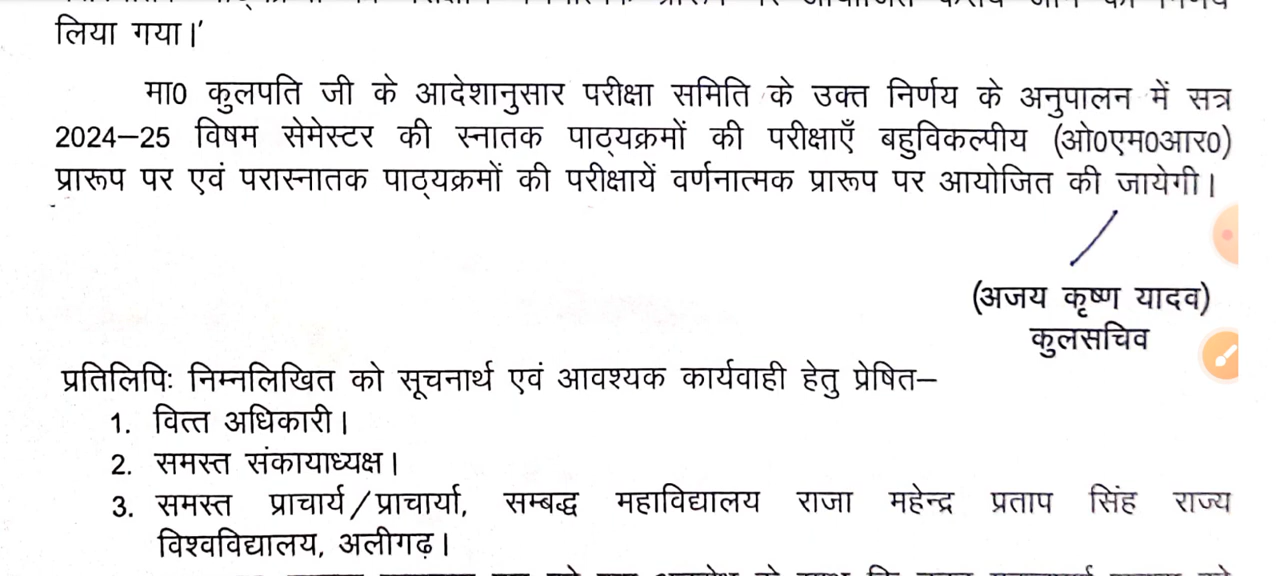 लिया गया।'
मा0 कुलपति जी के आदेशानुसार परीक्षा समिति के उक्त निर्णय के अनुपालन में सत्र
2024–25 विषम सेमेस्टर की स्नातक पाठ्यक्रमों की परीक्षाएँ बहुविकल्पीय (ओ0एम0आर0)
प्रारूप पर एवं परास्नातक पाठ्यक्रमों की परीक्षायें वर्णनात्मक प्रारूप पर आयोजित की जायेगी।
(अजय कृष्ण यादव)
कुलसचिव
प्रतिलिपिः निम्नलिखित को सूचनार्थ एवं आवश्यक कार्यवाही हेतु प्रेषित–
1. वित्त अधिकारी।
2. समस्त संकायाध्यक्ष।
3. समस्त प्राचार्य/प्राचार्या, सम्बद्ध महाविद्यालय राजा महेन्द्र प्रताप सिंह राज्य
विश्वविद्यालय, अलीगढ़।